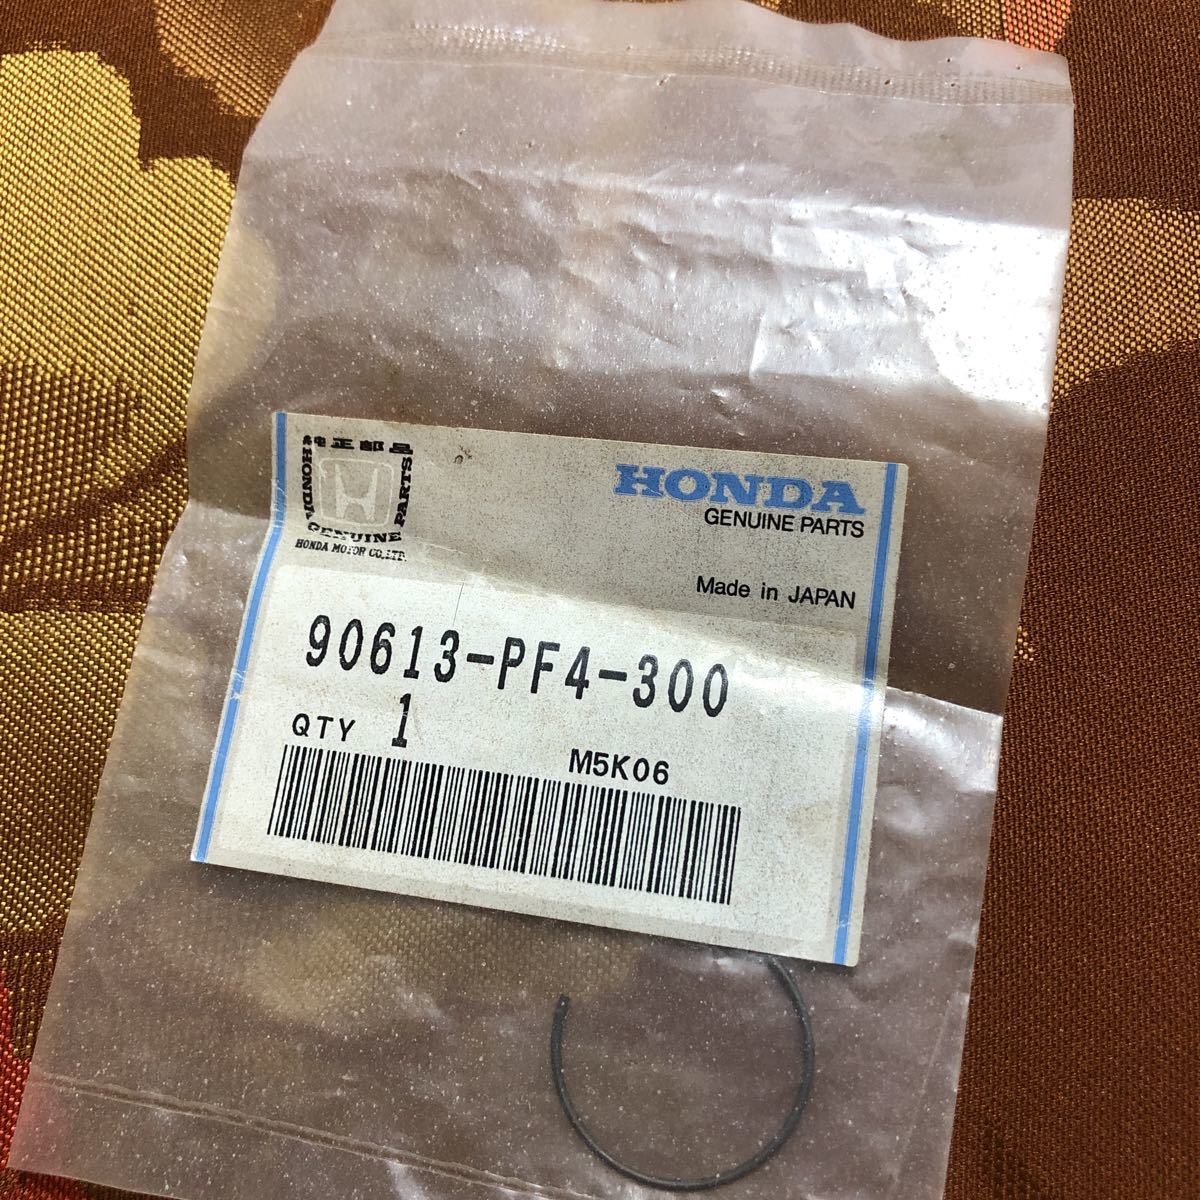 純正部品
HONDA GENUINE PARTS
HONDA MOTOR CO.,LTD.
HONDA
GENUINE PARTS
Made in JAPAN
90613-PF4-300
QTY 1
M5K06